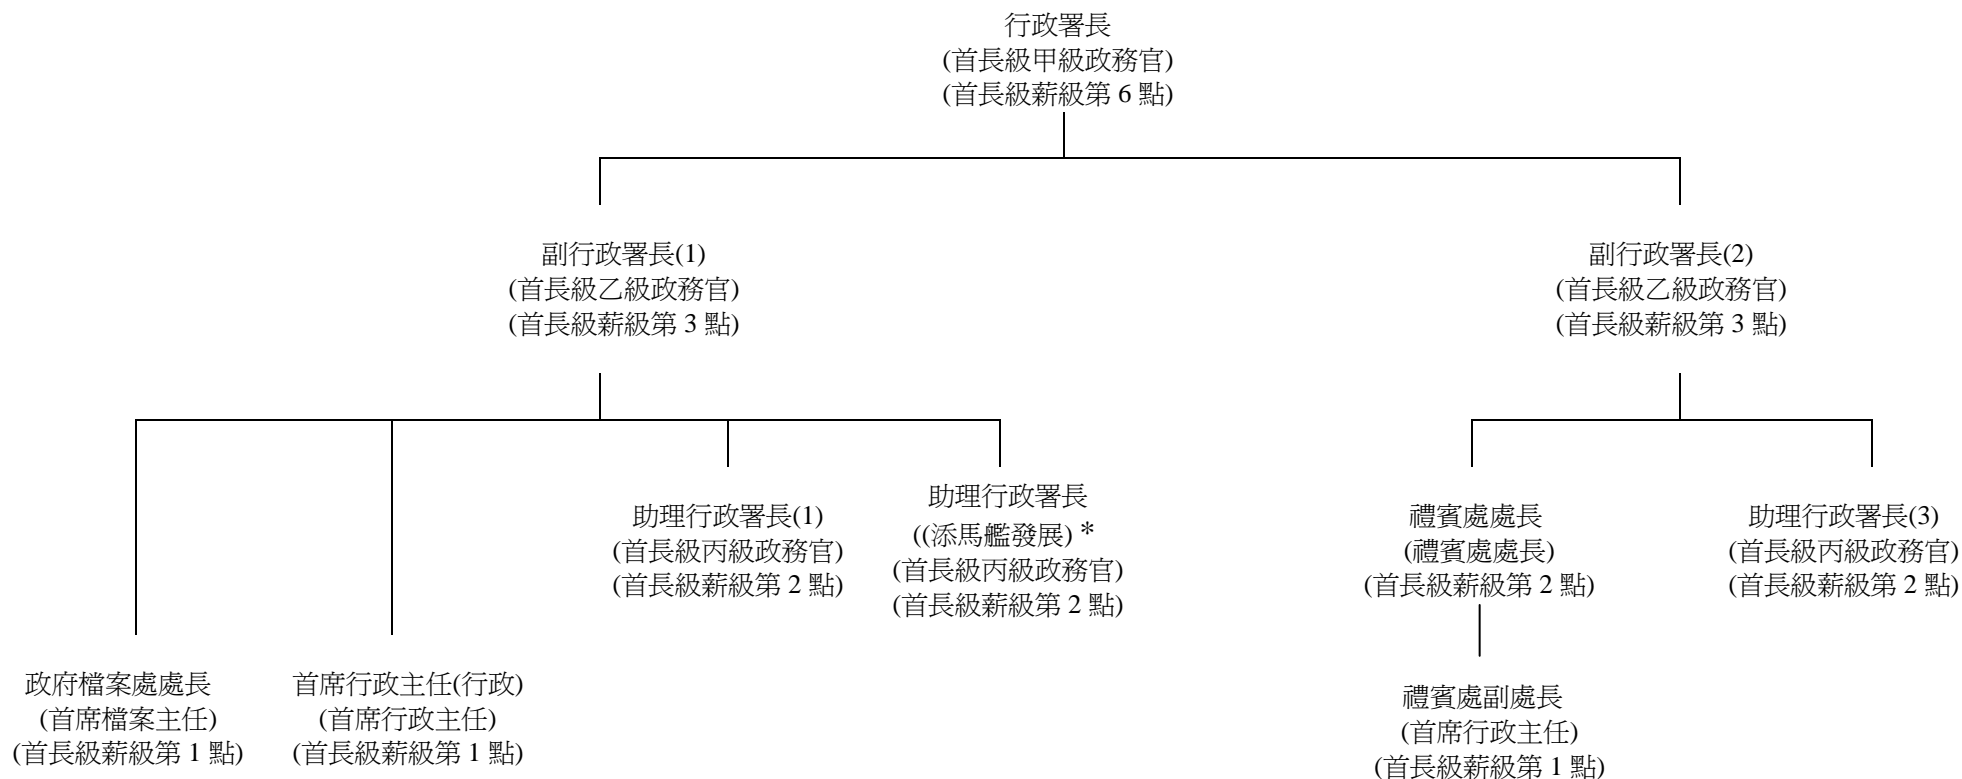 行政署長
(首長級甲級政務官)
(首長級薪級第 6 點)
副行政署長(1)
(首長級乙級政務官)
(首長級薪級第 3 點)
副行政署長(2)
(首長級乙級政務官)
(首長級薪級第 3 點)
助理行政署長(1)
(首長級丙級政務官)
(首長級薪級第 2 點)
助理行政署長
((添馬艦發展) *
(首長級丙級政務官)
(首長級薪級第 2 點)
禮賓處處長
(禮賓處處長)
(首長級薪級第 2 點)
助理行政署長(3)
(首長級丙級政務官)
(首長級薪級第 2 點)
政府檔案處處長
(首席檔案主任)
(首長級薪級第 1 點)
首席行政主任(行政)
(首席行政主任)
(首長級薪級第 1 點)
禮賓處副處長
(首席行政主任)
(首長級薪級第 1 點)